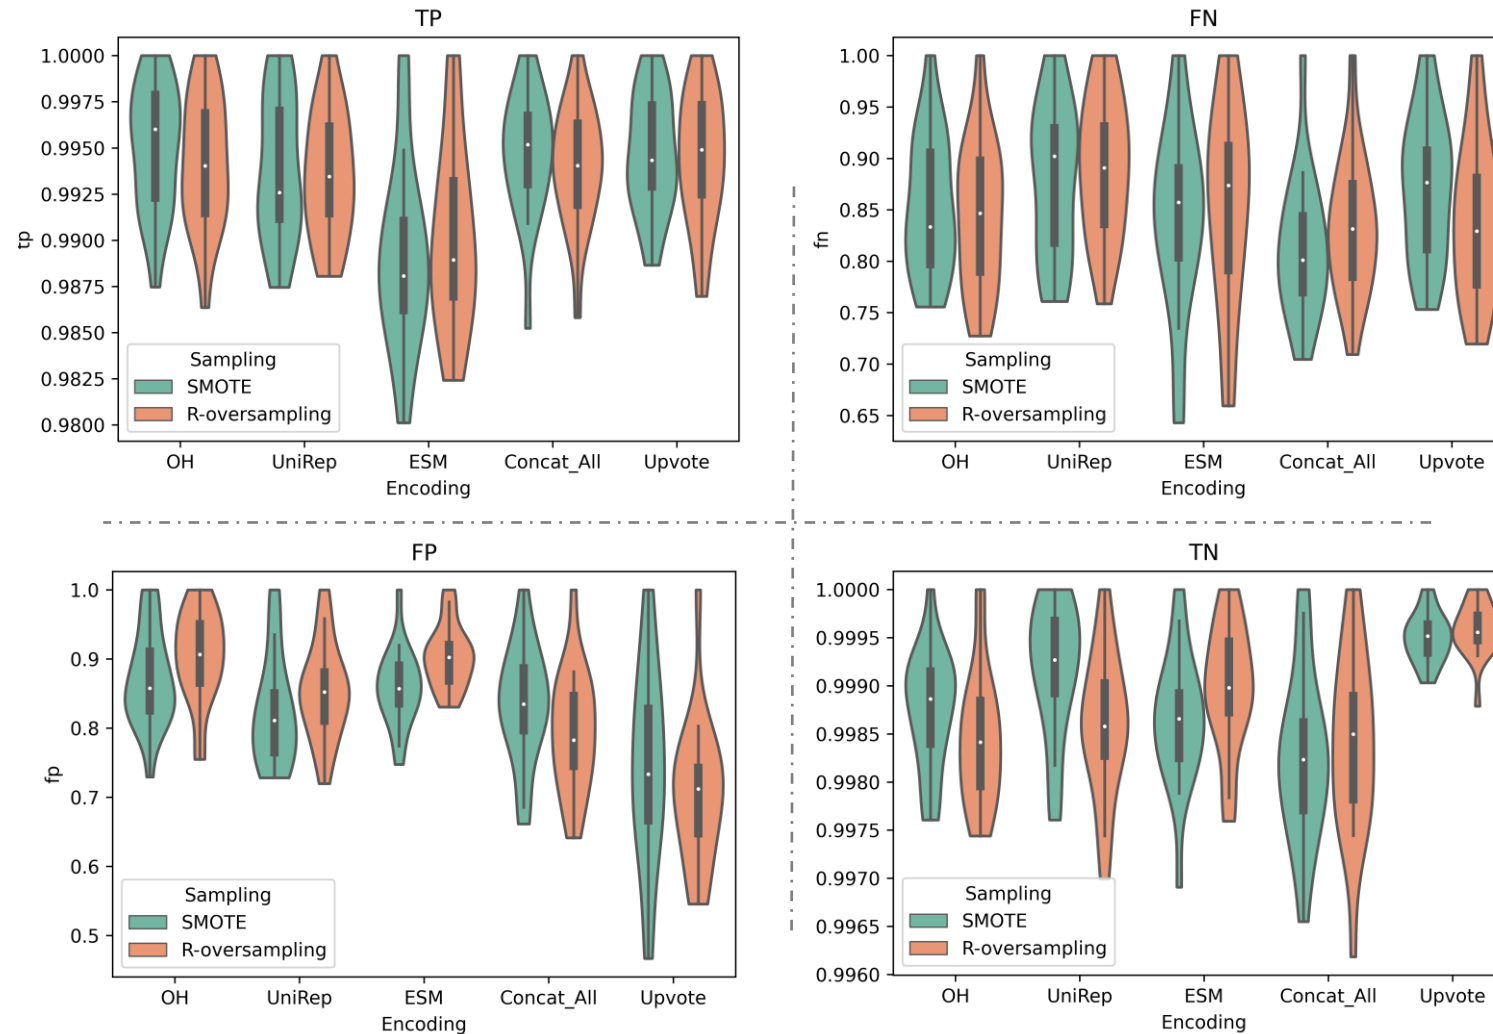 TP
1.0000
0.9975
0.9950
0.9925
0.9900
0.9875
0.9850
0.9825
0.9800
tp
Sampling
SMOTE
R-oversampling
OH UniRep ESM Concat_All Upvote
Encoding
FN
1.00
0.95
0.90
0.85
0.80
0.75
0.70
0.65
fn
Sampling
SMOTE
R-oversampling
OH UniRep ESM Concat_All Upvote
Encoding
FP
1.0
0.9
0.8
0.7
0.6
0.5
fp
Sampling
SMOTE
R-oversampling
OH UniRep ESM Concat_All Upvote
Encoding
TN
1.0000
0.9995
0.9990
0.9985
0.9980
0.9975
0.9970
0.9965
0.9960
Sampling
SMOTE
R-oversampling
OH UniRep ESM Concat_All Upvote
Encoding